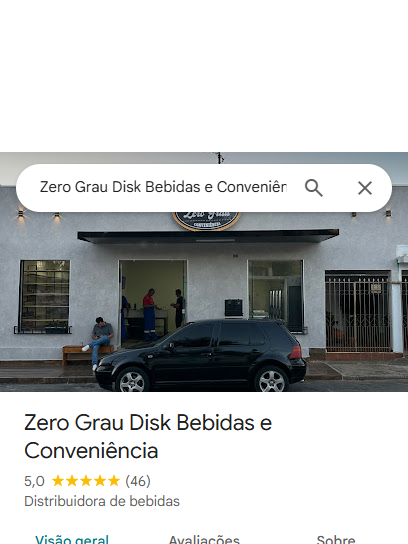 Zero Grau Disk Bebidas e Conveniên
Zero Grau
CONVENIÊNCIA
Zero Grau Disk Bebidas e
Conveniência
5,0 (46)
Distribuidora de bebidas
Visão geral Avaliações Sobre